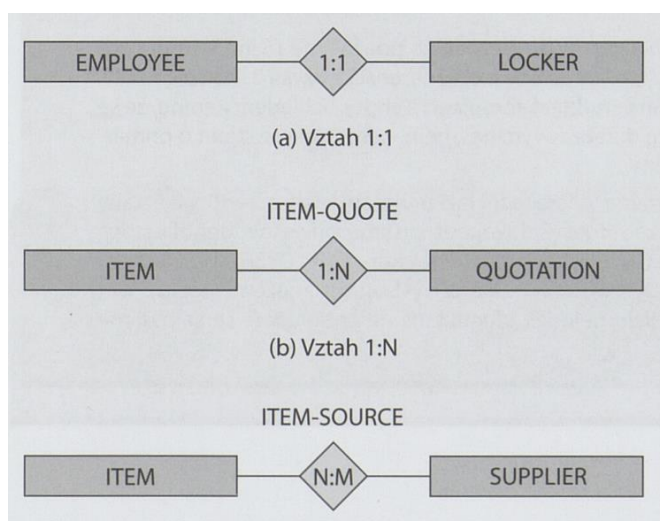 EMPLOYEE 1:1 LOCKER
(a) Vztah 1:1
ITEM-QUOTE
ITEM 1:N QUOTATION
(b) Vztah 1:N
ITEM-SOURCE
ITEM N:M SUPPLIER